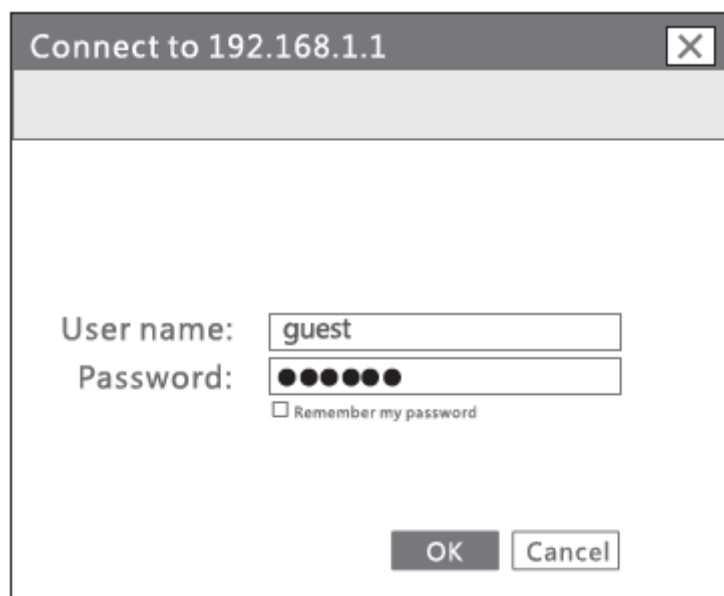 Connect to 192.168.1.1
User name: guest
Password: ●●●●●●
Remember my password
OK Cancel